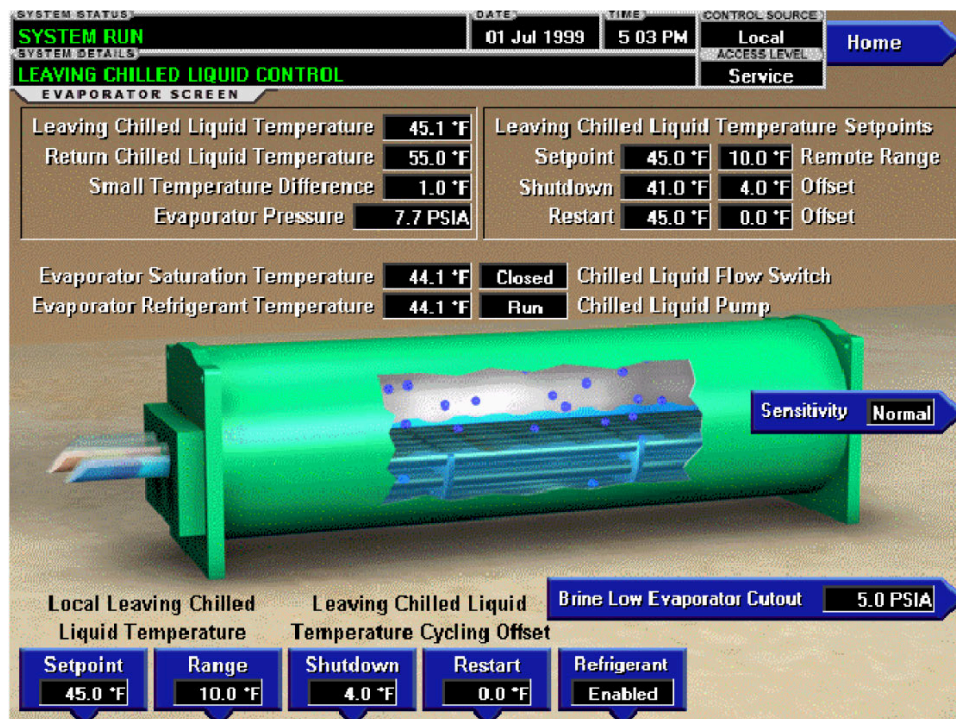 SYSTEM STATUS
SYSTEM RUN
DATE
01 Jul 1999
TIME
5 03 PM
CONTROL SOURCE
Local
Home
SYSTEM DETAILS
LEAVING CHILLED LIQUID CONTROL
ACCESS LEVEL
Service
EVAPORATOR SCREEN
Leaving Chilled Liquid Temperature 45.1 °F
Return Chilled Liquid Temperature 55.0 °F
Small Temperature Difference 1.0 °F
Evaporator Pressure 7.7 PSIA
Leaving Chilled Liquid Temperature Setpoints
Setpoint 45.0 °F 10.0 °F Remote Range
Shutdown 41.0 °F 4.0 °F Offset
Restart 45.0 °F 0.0 °F Offset
Evaporator Saturation Temperature 44.1 °F Closed Chilled Liquid Flow Switch
Evaporator Refrigerant Temperature 44.1 °F Run Chilled Liquid Pump
Sensitivity Normal
Brine Low Evaporator Cutout 5.0 PSIA
Local Leaving Chilled
Liquid Temperature
Leaving Chilled Liquid
Temperature Cycling Offset
Setpoint
45.0 °F
Range
10.0 °F
Shutdown
4.0 °F
Restart
0.0 °F
Refrigerant
Enabled